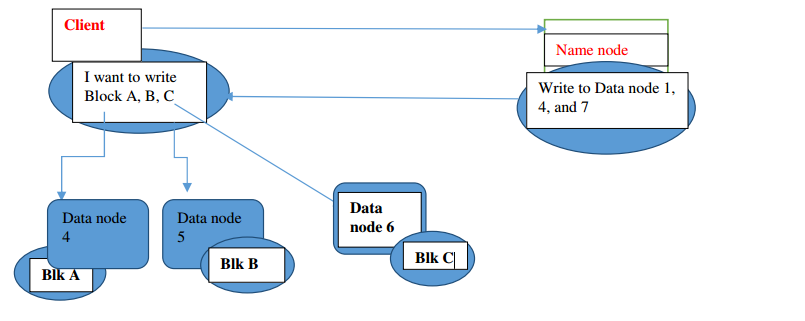 Client
Name node
I want to write
Block A, B, C
Write to Data node 1,
4, and 7
Data node
4
Data node
5
Data
node 6
Blk A
Blk B
Blk C